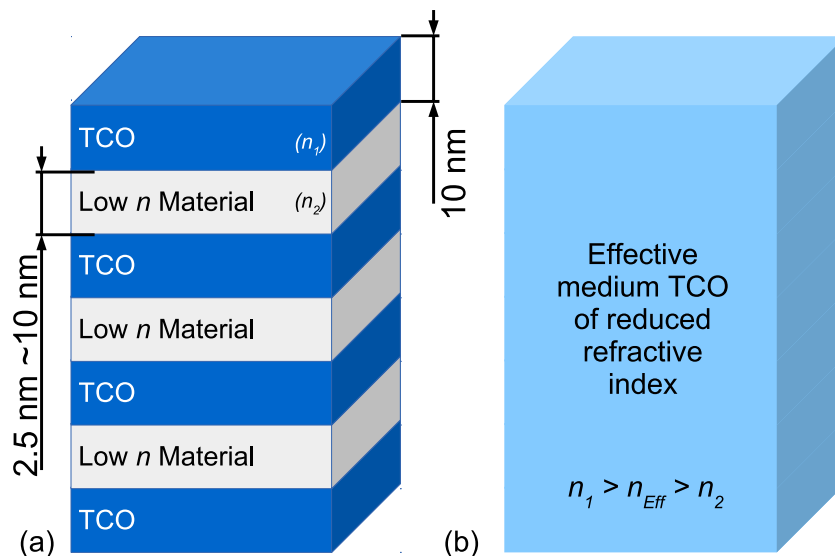 TCO
(n1)
Low n Material
(n2)
TCO
Low n Material
TCO
Low n Material
TCO
2.5 nm ~10 nm
10 nm
(a)
Effective
medium TCO
of reduced
refractive
index
n1 > nEff > n2
(b)